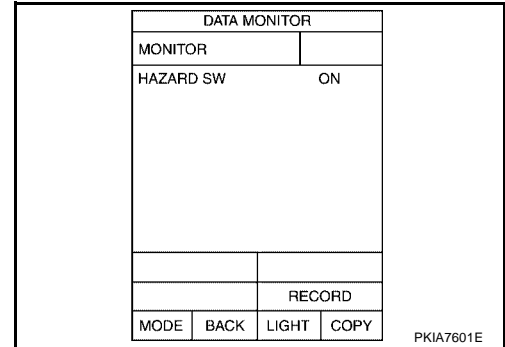 DATA MONITOR
MONITOR
HAZARD SW ON
RECORD
MODE BACK LIGHT COPY
PKIA7601E